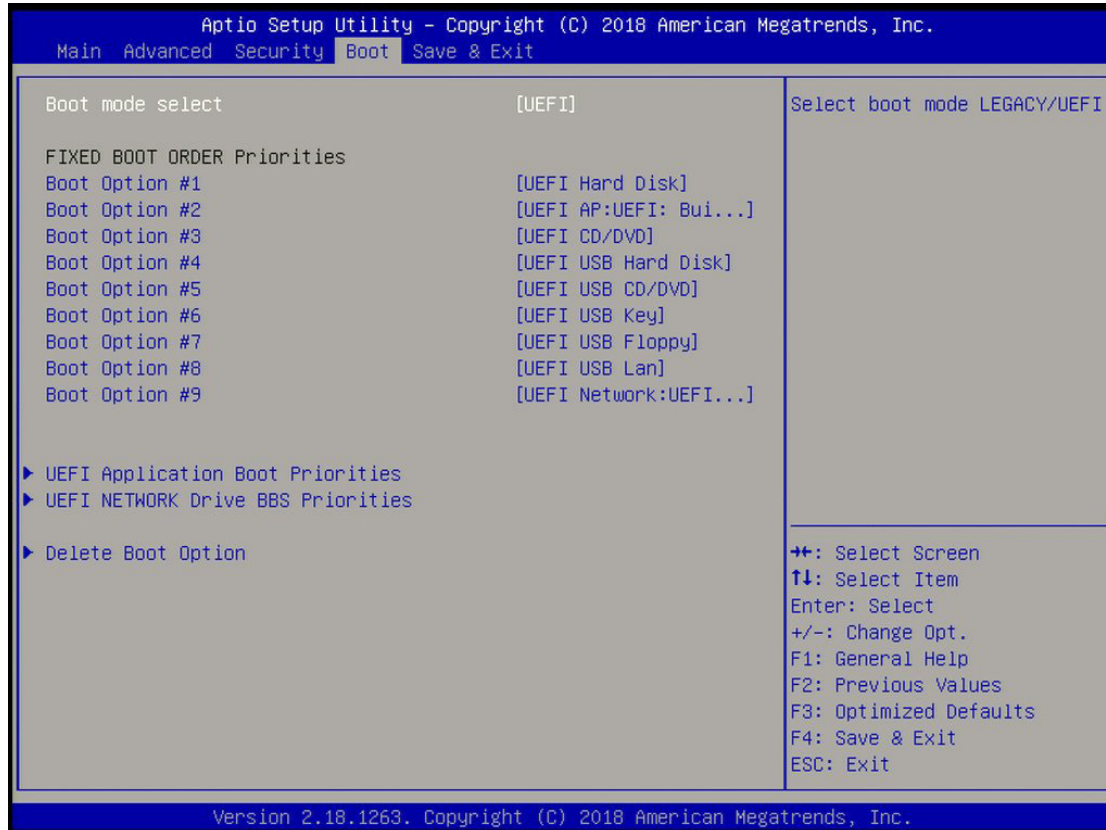 Aptio Setup Utility – Copyright (C) 2018 American Megatrends, Inc.
Main Advanced Security Boot Save & Exit
Boot mode select [UEFI]
FIXED BOOT ORDER Priorities
Boot Option #1 [UEFI Hard Disk]
Boot Option #2 [UEFI AP:UEFI: Bui...]
Boot Option #3 [UEFI CD/DVD]
Boot Option #4 [UEFI USB Hard Disk]
Boot Option #5 [UEFI USB CD/DVD]
Boot Option #6 [UEFI USB Key]
Boot Option #7 [UEFI USB Floppy]
Boot Option #8 [UEFI USB Lan]
Boot Option #9 [UEFI Network:UEFI...]
UEFI Application Boot Priorities
UEFI NETWORK Drive BBS Priorities
Delete Boot Option
Select boot mode LEGACY/UEFI
→←: Select Screen
↑↓: Select Item
Enter: Select
+/-: Change Opt.
F1: General Help
F2: Previous Values
F3: Optimized Defaults
F4: Save & Exit
ESC: Exit
Version 2.18.1263. Copyright (C) 2018 American Megatrends, Inc.